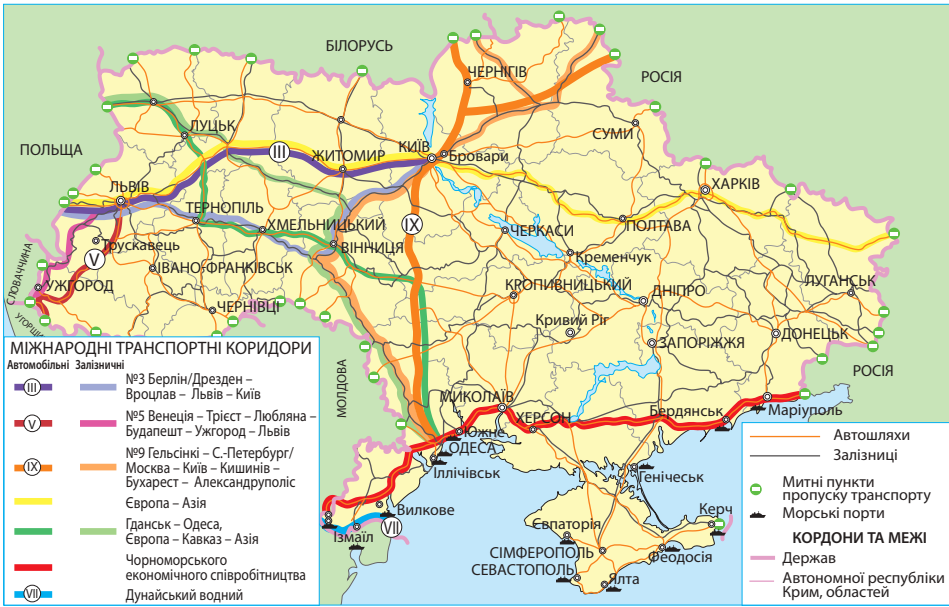 БІЛОРУСЬ
РОСІЯ
ПОЛЬЩА
СЛОВАЧЧИНА
МОЛДОВА
РОСІЯ
ЧЕРНІГІВ
СУМИ
ЛУЦЬК
ЖИТОМИР
КИЇВ
Бровари
III
ХАРКІВ
ЛЬВІВ
ТЕРНОПІЛЬ
ХМЕЛЬНИЦЬКИЙ
ВІННИЦЯ
IX
ЧЕРКАСИ
ПОЛТАВА
Трускавець
V
ІВАНО-ФРАНКІВСЬК
Кременчук
УЖГОРОД
ЧЕРНІВЦІ
КРОПИВНИЦЬКИЙ
ДНІПРО
ЛУГАНСЬК
Кривий Ріг
ЗАПОРІЖЖЯ
ДОНЕЦЬК
МИКОЛАЇВ
ХЕРСОН
Бердянськ
Маріуполь
Южне
ОДЕСА
Іллічівськ
Генічеськ
Вилкове
VII
Ізмаїл
Євпаторія
Керч
СІМФЕРОПОЛЬ
СЕВАСТОПОЛЬ
Феодосія
Ялта
МІЖНАРОДНІ ТРАНСПОРТНІ КОРИДОРИ
Автомобільні Залізничні
III №3 Берлін/Дрезден –
Вроцлав – Львів – Київ
V №5 Венеція – Трієст – Любляна –
Будапешт – Ужгород – Львів
IX №9 Гельсінкі – С.-Петербург/
Москва – Київ – Кишинів –
Бухарест – Александруполіс
Європа – Азія
Гданськ – Одеса,
Європа – Кавказ – Азія
Чорноморського
економічного співробітництва
VII Дунайський водний
Автошляхи
Залізниці
Митні пункти
пропуску транспорту
Морські порти
КОРДОНИ ТА МЕЖІ
Держав
Автономної республіки
Крим, областей